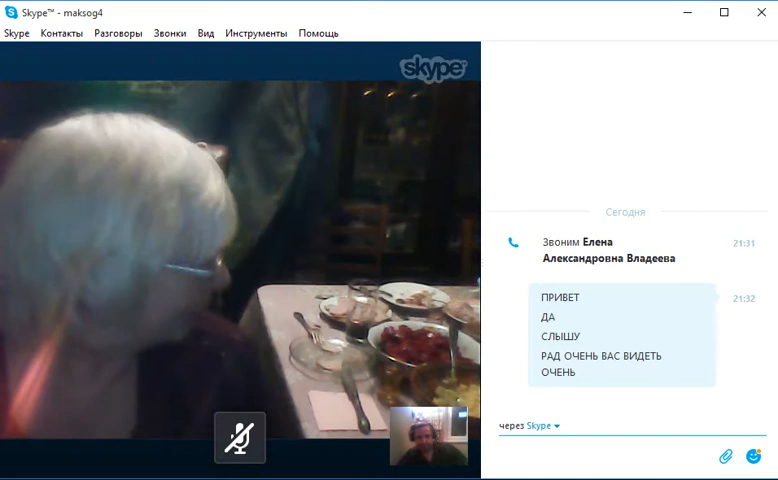 Skype™ - maksog4
Skype Контакты Разговоры Звонки Вид Инструменты Помощь
skype
Сегодня
Звоним Елена 21:31
Александровна Владеева
ПРИВЕТ 21:32
ДА
СЛЫШУ
РАД ОЧЕНЬ ВАС ВИДЕТЬ
ОЧЕНЬ
через Skype